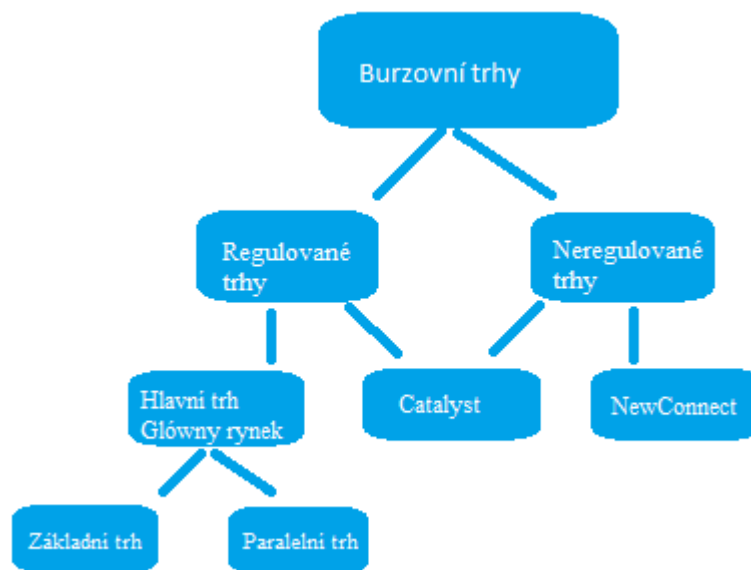 Burzovní trhy
Regulované
trhy
Neregulované
trhy
Hlavní trh
Glówny rynek
Catalyst
NewConnect
Základní trh
Paralelní trh